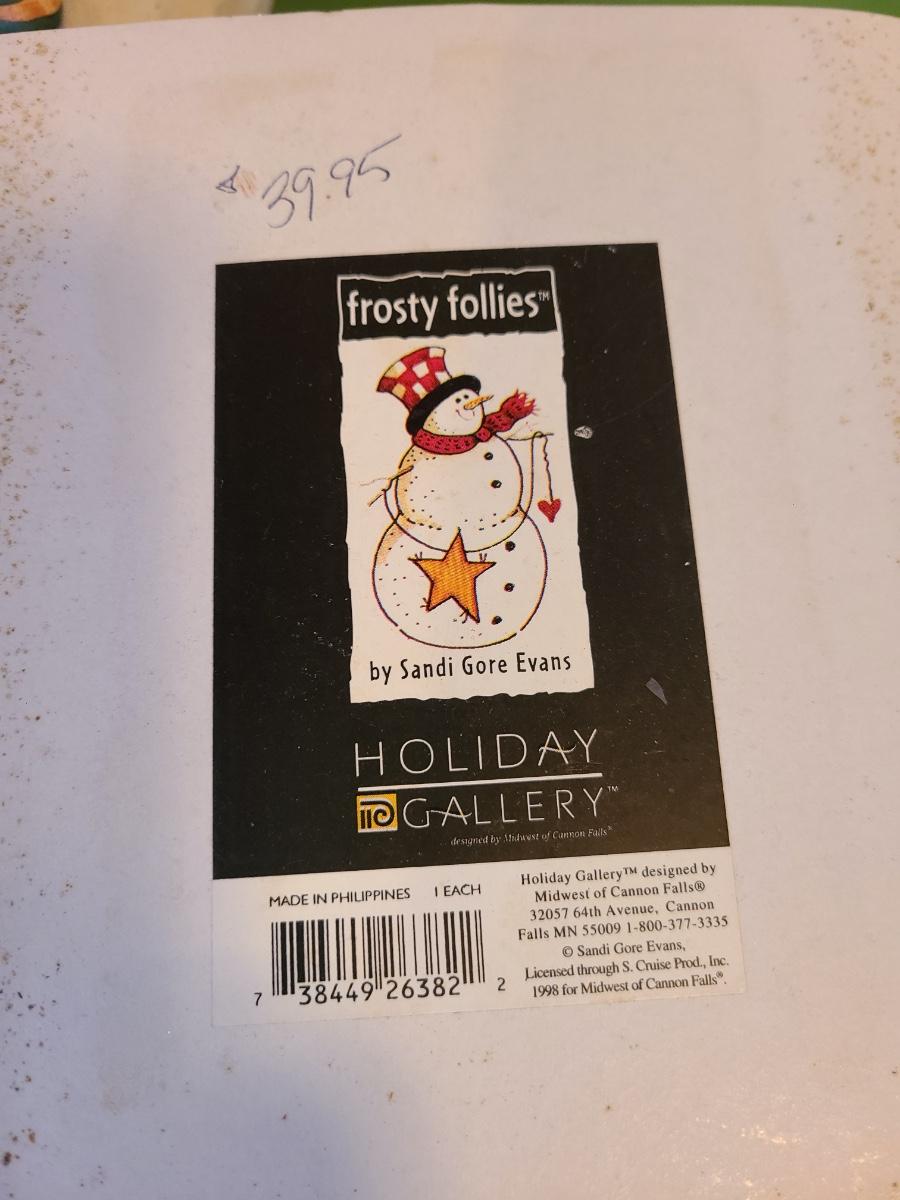 $ 39.95
frosty follies™
by Sandi Gore Evans
HOLIDAY
GALLERY™
designed by Midwest of Cannon Falls®
MADE IN PHILIPPINES 1 EACH
7 38449 26382 2
Holiday Gallery™ designed by
Midwest of Cannon Falls®
32057 64th Avenue, Cannon
Falls MN 55009 1-800-377-3335
© Sandi Gore Evans,
Licensed through S. Cruise Prod., Inc.
1998 for Midwest of Cannon Falls®.